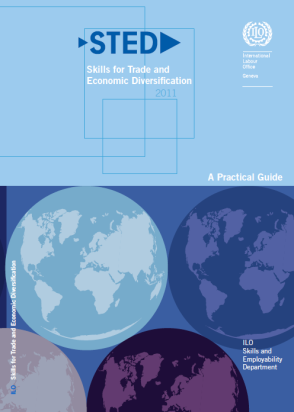 STED
Skills for Trade and
Economic Diversification
2011
International
Labour
Office
Geneva
A Practical Guide
ILO Skills for Trade and Economic Diversification
ILO
Skills and
Employability
Department